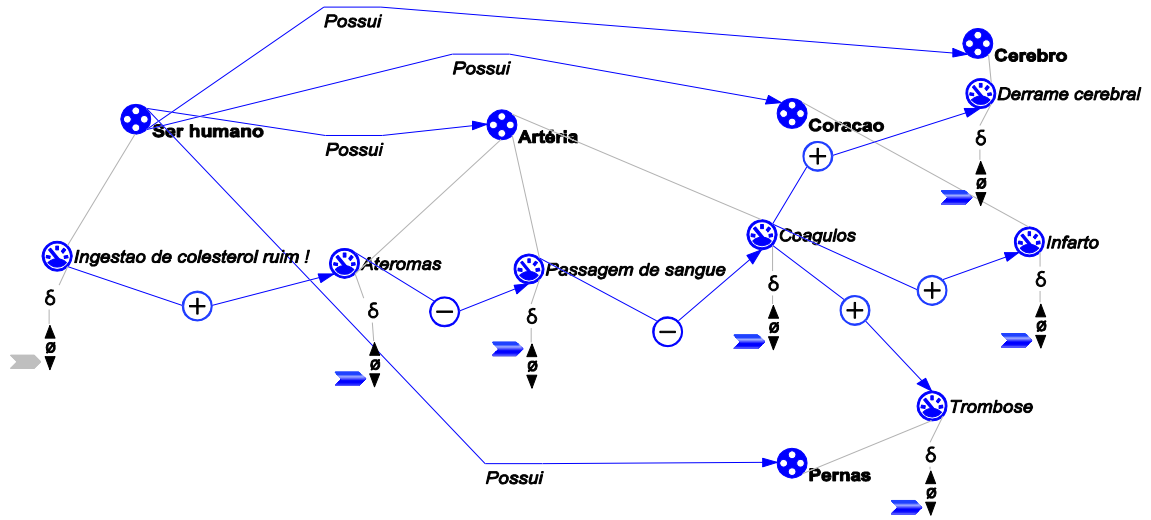 Possui
Cerebro
Possui
Derrame cerebral
Ser humano
Possui
Artéria
Coracao
+
δ
ø
Ingestao de colesterol ruim !
Ateromas
Passagem de sangue
Coagulos
Infarto
δ
+
δ
−
δ
−
δ
+
+
δ
ø
ø
ø
ø
ø
Trombose
δ
Possui
Pernas
ø